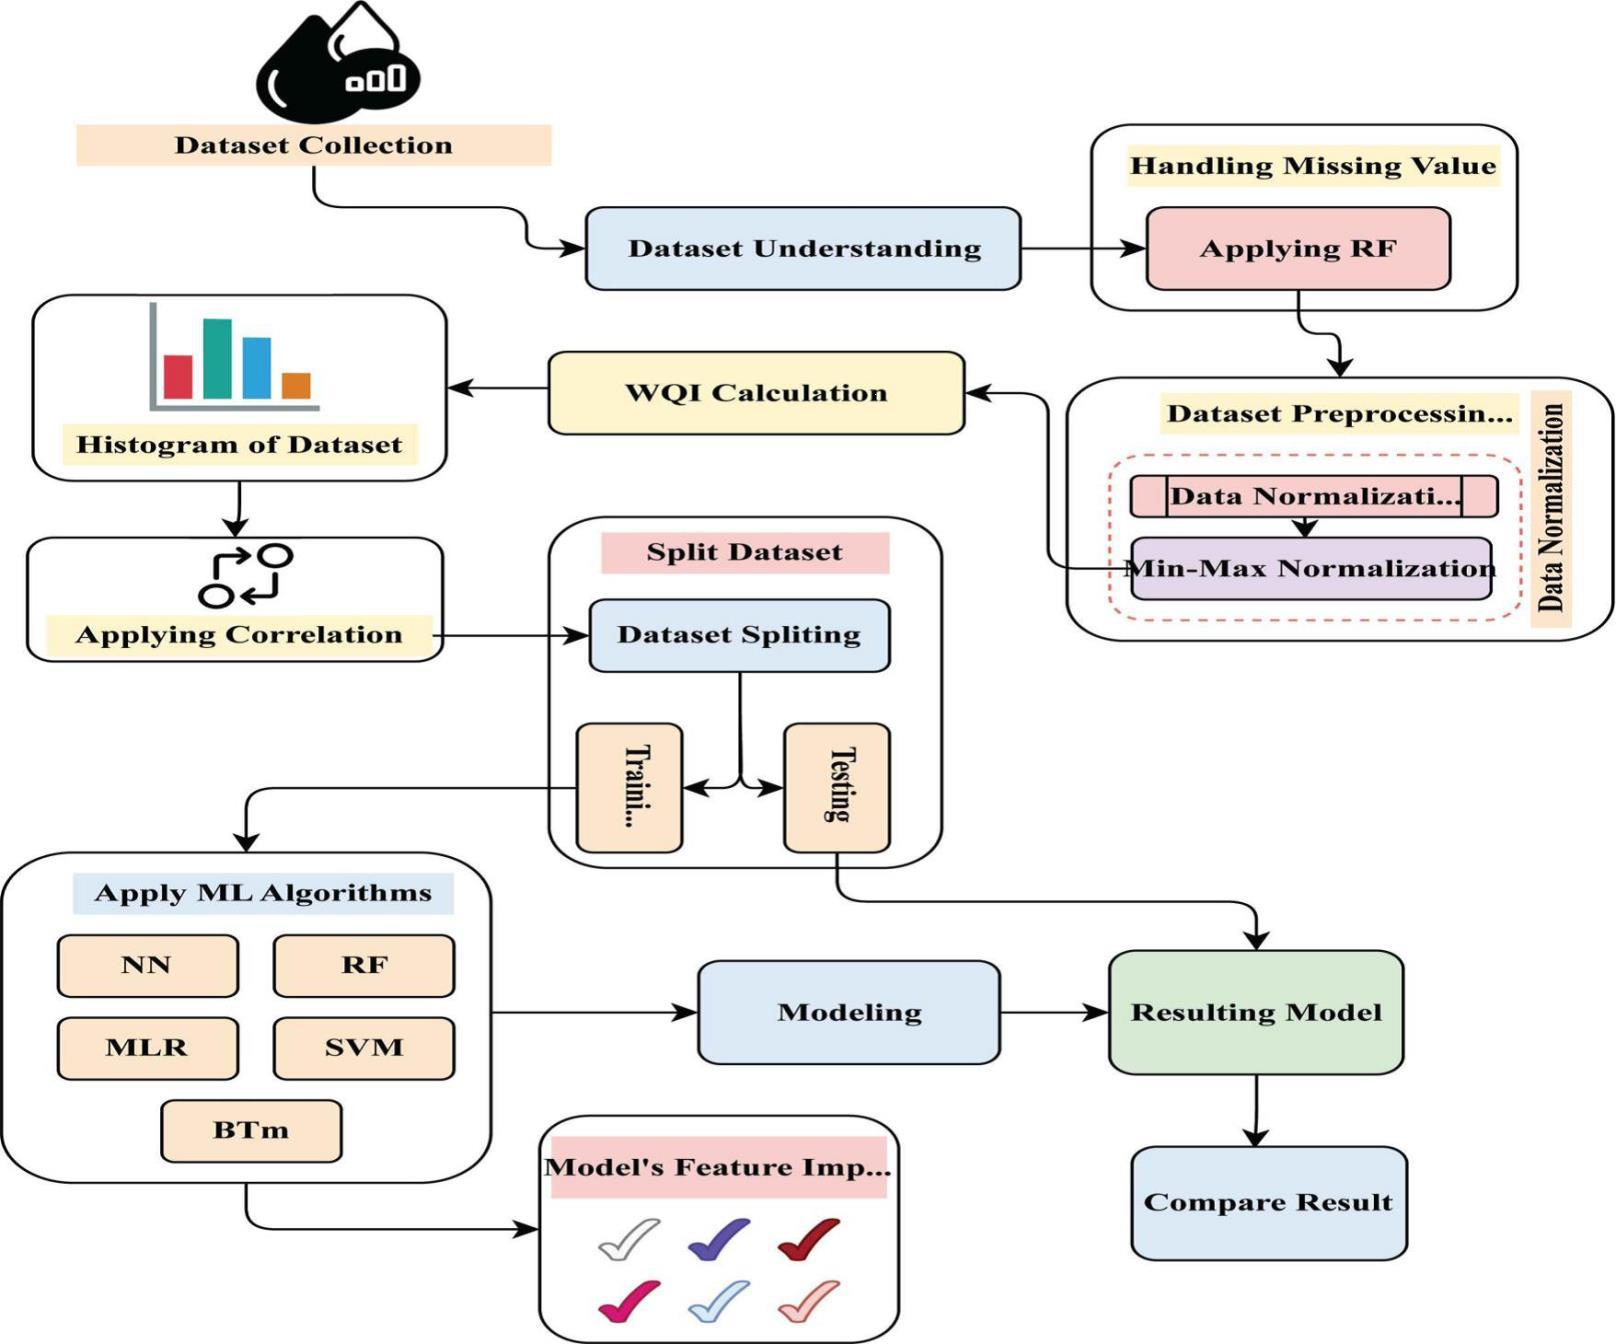 Dataset Collection
Handling Missing Value
Dataset Understanding
Applying RF
Histogram of Dataset
WQI Calculation
Dataset Preprocessin...
Data Normalizati...
Min-Max Normalization
Data Normalization
Applying Correlation
Split Dataset
Dataset Spliting
Traini...
Testing
Apply ML Algorithms
NN
RF
MLR
SVM
BTm
Modeling
Resulting Model
Model's Feature Imp...
Compare Result